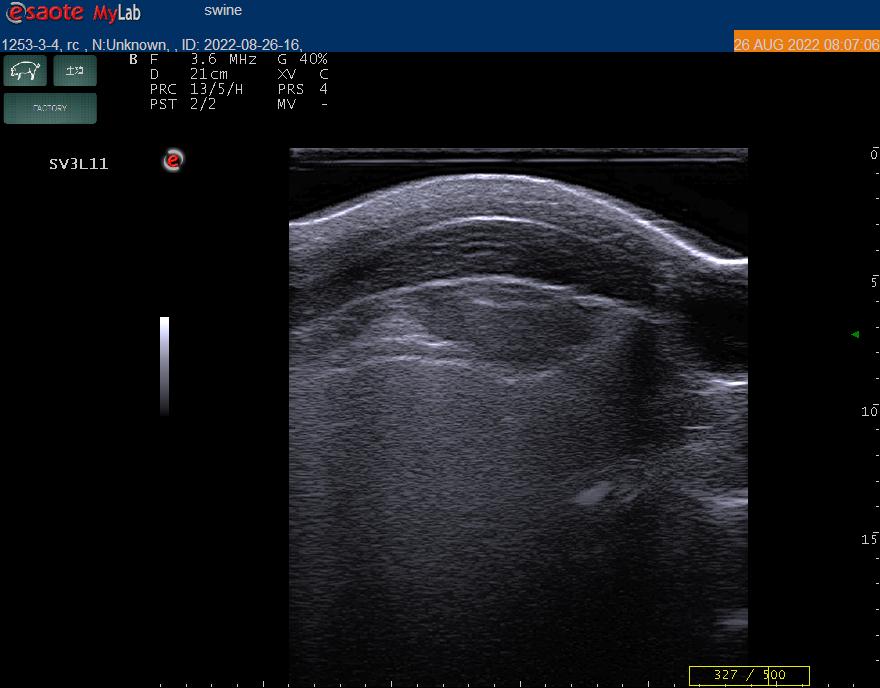 esaote MyLab
swine
1253-3-4, rc , N:Unknown, , ID: 2022-08-26-16,
26 AUG 2022 08:07:06
B F 3.6 MHz G 40%
D 21cm XV C
PRC 13/5/H PRS 4
PST 2/2 MV -
FACTORY
SV3L11
e
0
5
10
15
327 / 500